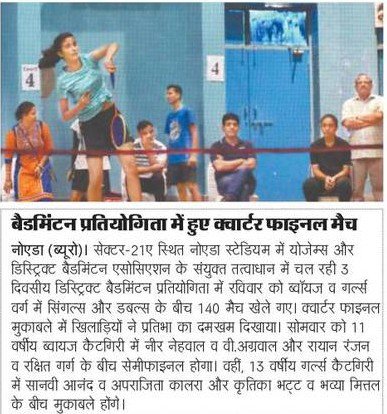 Court
4
4
बैडमिंटन प्रतियोगिता में हुए क्वार्टर फाइनल मैच
नोएडा (ब्यूरो)। सेक्टर-21ए स्थित नोएडा स्टेडियम में योजेम्स और
डिस्ट्रिक्ट बैडमिंटन एसोसिएशन के संयुक्त तत्वाधान में चल रही 3
दिवसीय डिस्ट्रिक्ट बैडमिंटन प्रतियोगिता में रविवार को ब्वॉयज व गर्ल्स
वर्ग में सिंगल्स और डबल्स के बीच 140 मैच खेले गए। क्वार्टर फाइनल
मुकाबले में खिलाड़ियों ने प्रतिभा का दमखम दिखाया। सोमवार को 11
वर्षीय ब्वायज कैटगिरी में नीर नेहवाल व वी.अग्रवाल और रायान रंजन
व रक्षित गर्ग के बीच सेमीफाइनल होगा। वहीं, 13 वर्षीय गर्ल्स कैटगिरी
में सानवी आनंद व अपराजिता कालरा और कृतिका भट्ट व भव्या मित्तल
के बीच मुकाबले होंगे।